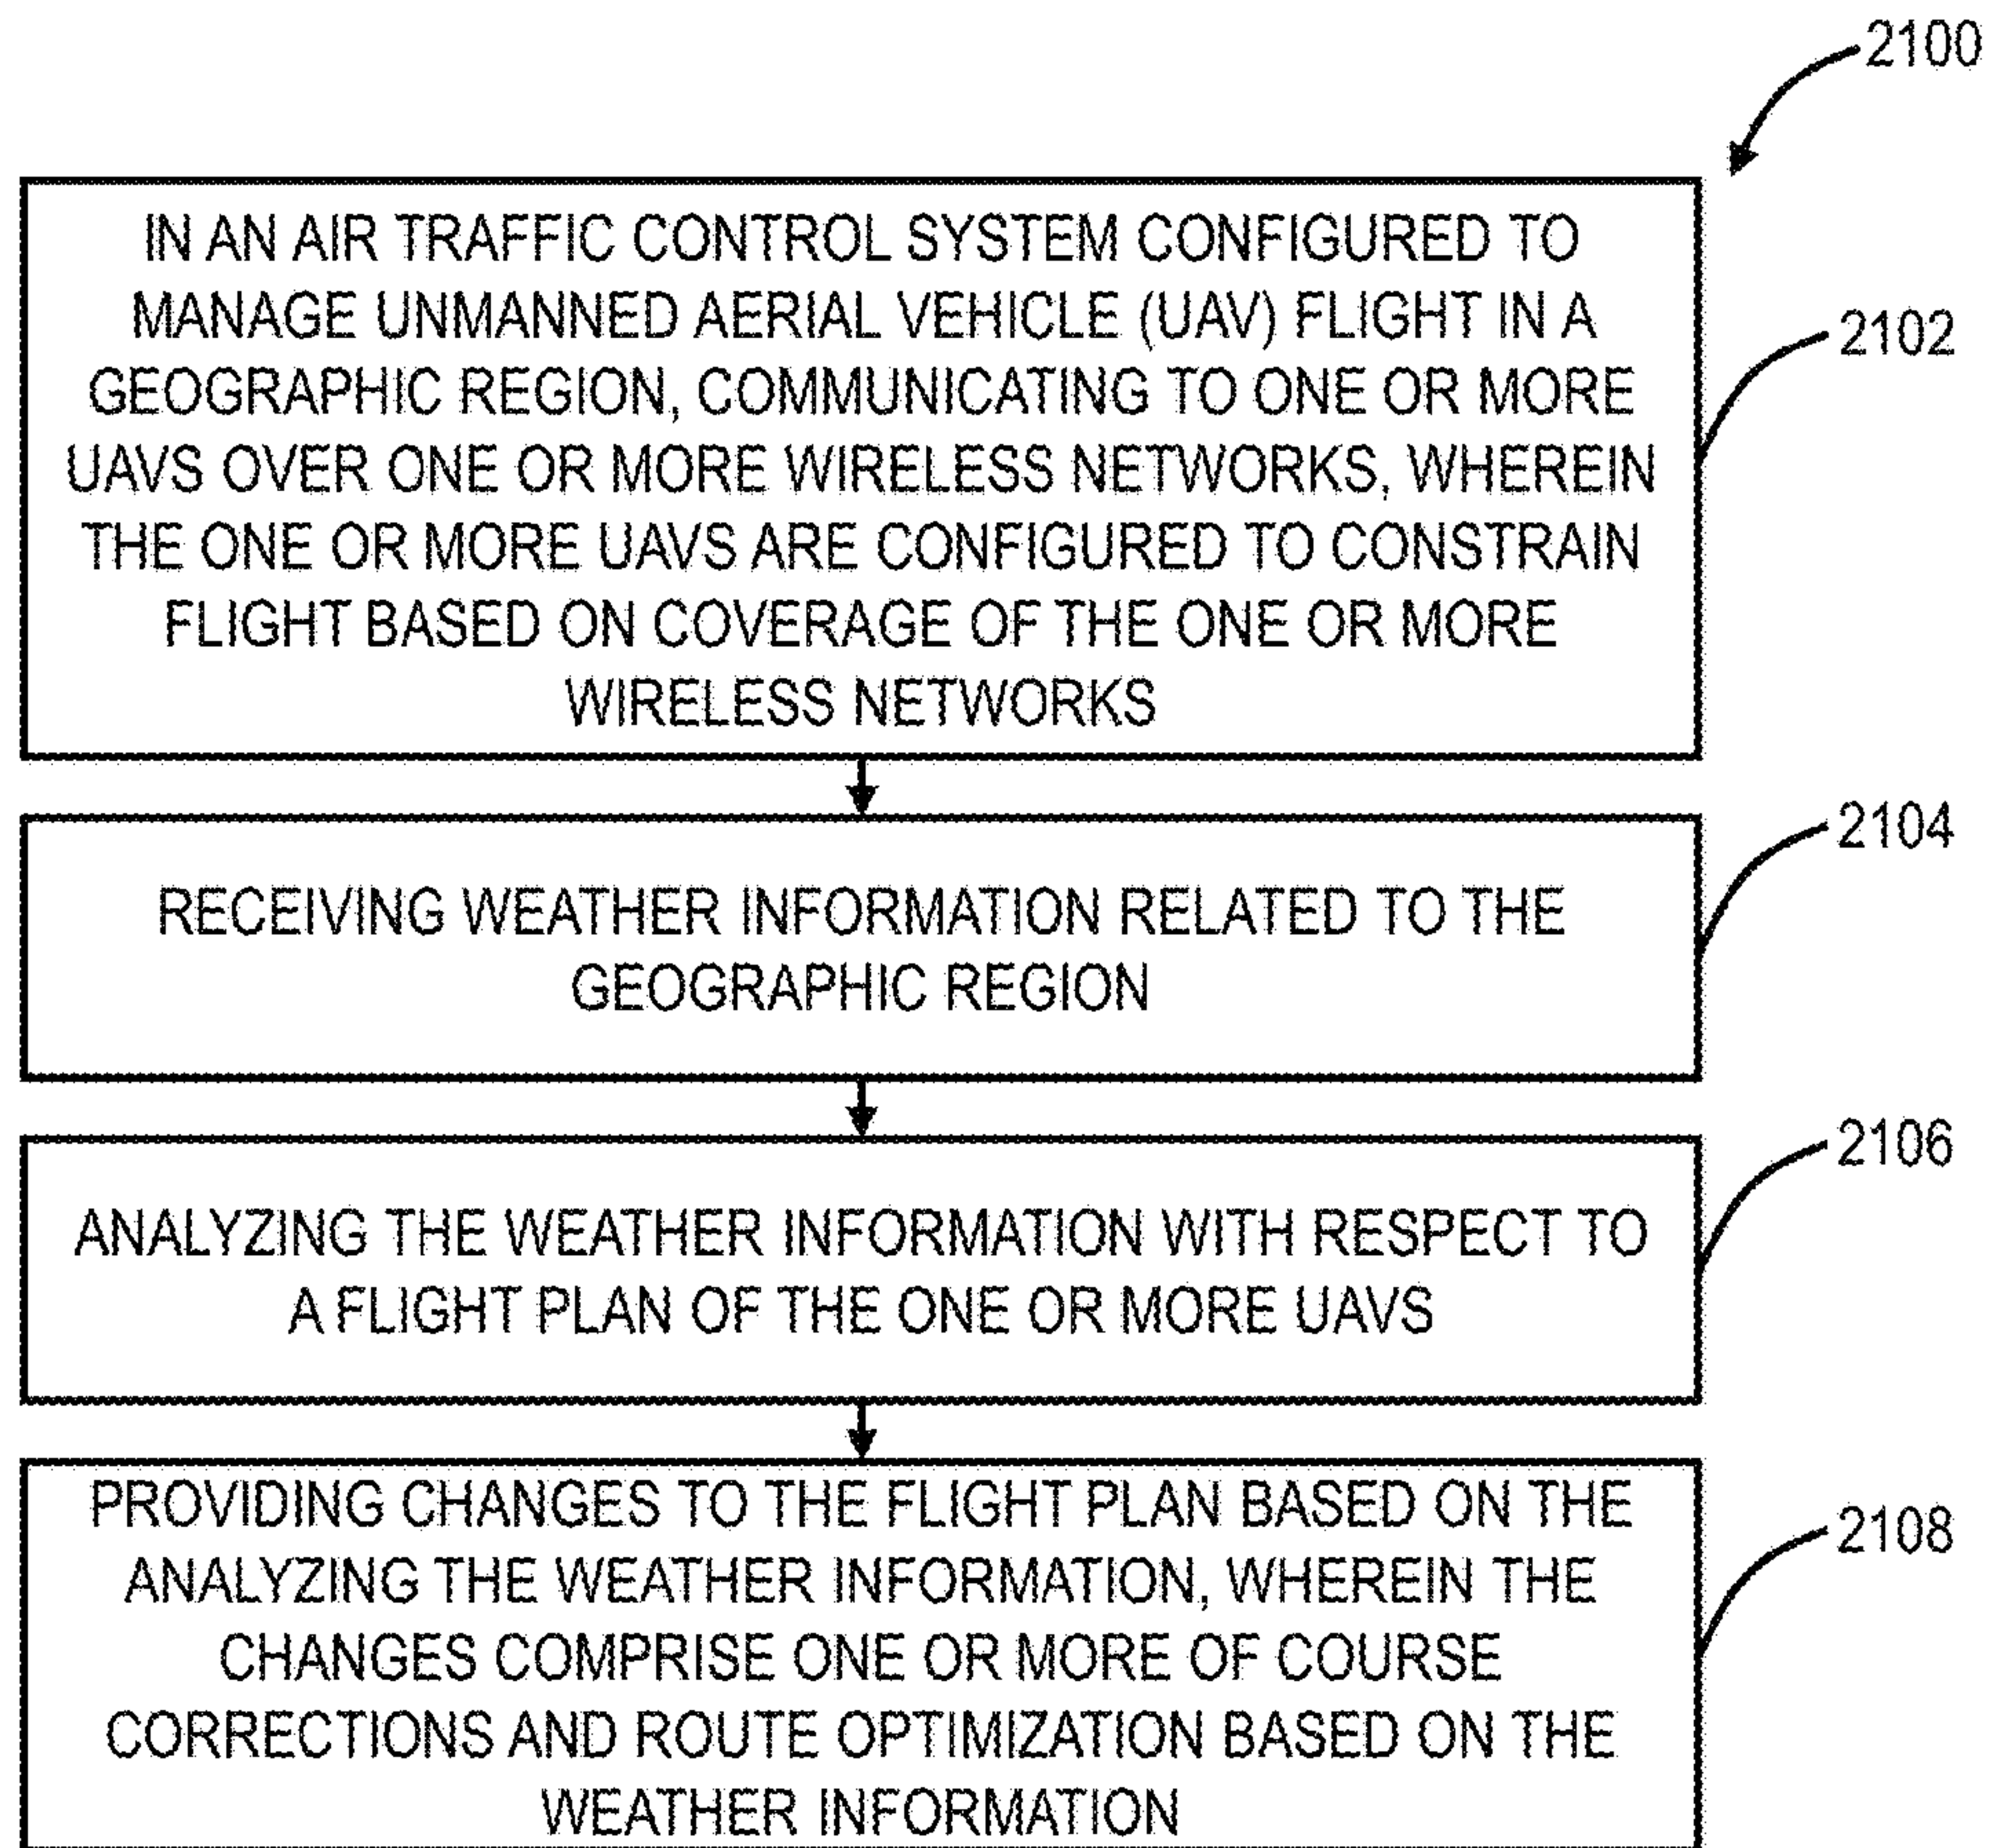 2100
IN AN AIR TRAFFIC CONTROL SYSTEM CONFIGURED TO
MANAGE UNMANNED AERIAL VEHICLE (UAV) FLIGHT IN A
GEOGRAPHIC REGION, COMMUNICATING TO ONE OR MORE
UAVS OVER ONE OR MORE WIRELESS NETWORKS, WHEREIN
THE ONE OR MORE UAVS ARE CONFIGURED TO CONSTRAIN
FLIGHT BASED ON COVERAGE OF THE ONE OR MORE
WIRELESS NETWORKS
2102
RECEIVING WEATHER INFORMATION RELATED TO THE
GEOGRAPHIC REGION
2104
ANALYZING THE WEATHER INFORMATION WITH RESPECT TO
A FLIGHT PLAN OF THE ONE OR MORE UAVS
2106
PROVIDING CHANGES TO THE FLIGHT PLAN BASED ON THE
ANALYZING THE WEATHER INFORMATION, WHEREIN THE
CHANGES COMPRISE ONE OR MORE OF COURSE
CORRECTIONS AND ROUTE OPTIMIZATION BASED ON THE
WEATHER INFORMATION
2108